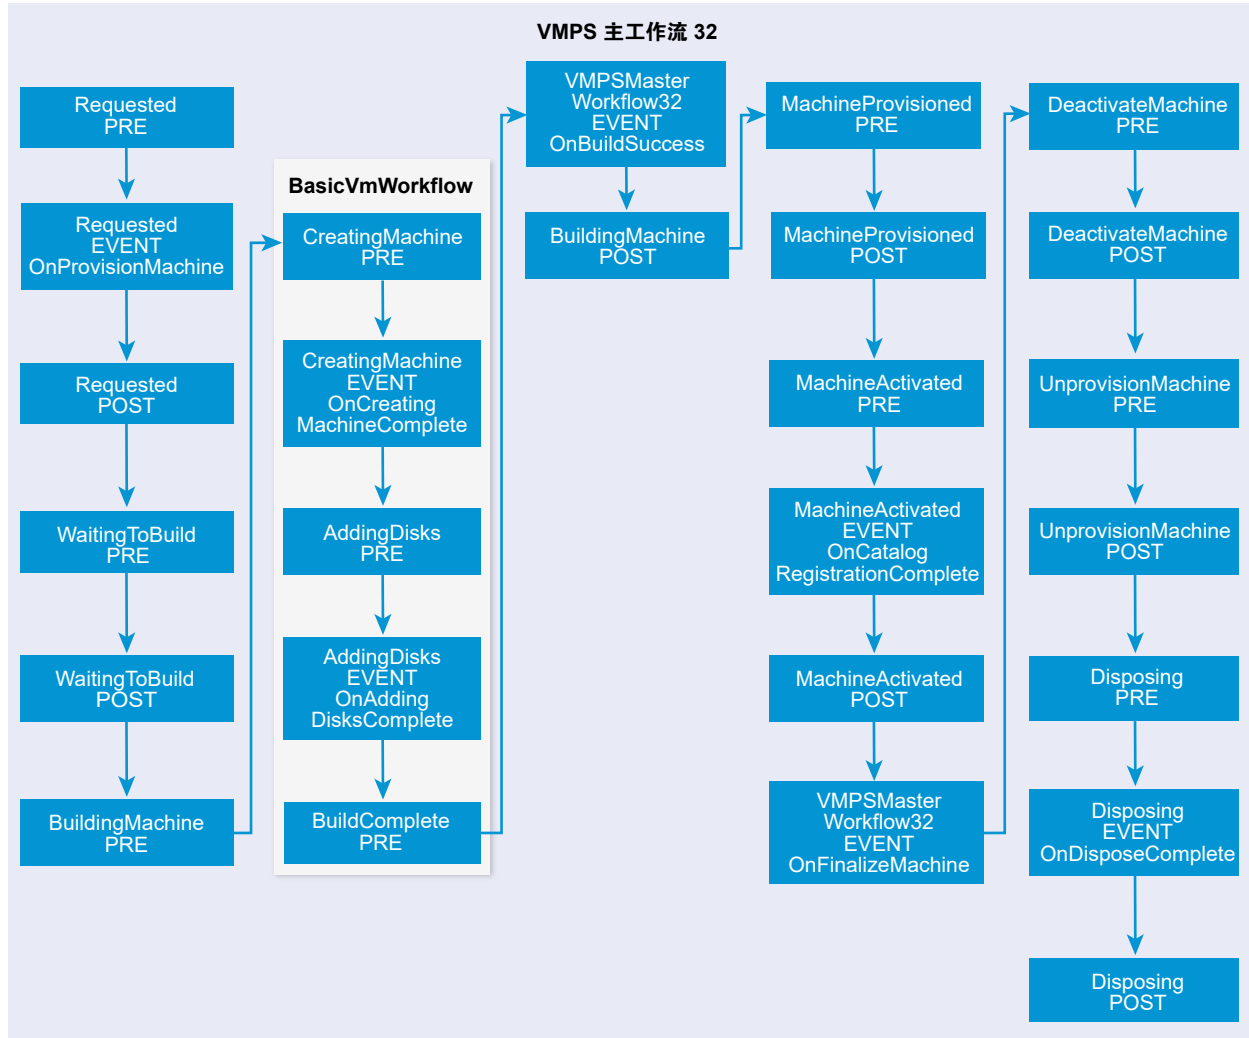 VMPS 主工作流 32
Requested
PRE
Requested
EVENT
OnProvisionMachine
Requested
POST
WaitingToBuild
PRE
WaitingToBuild
POST
BuildingMachine
PRE
BasicVmWorkflow
CreatingMachine
PRE
CreatingMachine
EVENT
OnCreating
MachineComplete
AddingDisks
PRE
AddingDisks
EVENT
OnAdding
DisksComplete
BuildComplete
PRE
VMPSMaster
Workflow32
EVENT
OnBuildSuccess
BuildingMachine
POST
MachineProvisioned
PRE
MachineProvisioned
POST
MachineActivated
PRE
MachineActivated
EVENT
OnCatalog
RegistrationComplete
MachineActivated
POST
VMPSMaster
Workflow32
EVENT
OnFinalizeMachine
DeactivateMachine
PRE
DeactivateMachine
POST
UnprovisionMachine
PRE
UnprovisionMachine
POST
Disposing
PRE
Disposing
EVENT
OnDisposeComplete
Disposing
POST